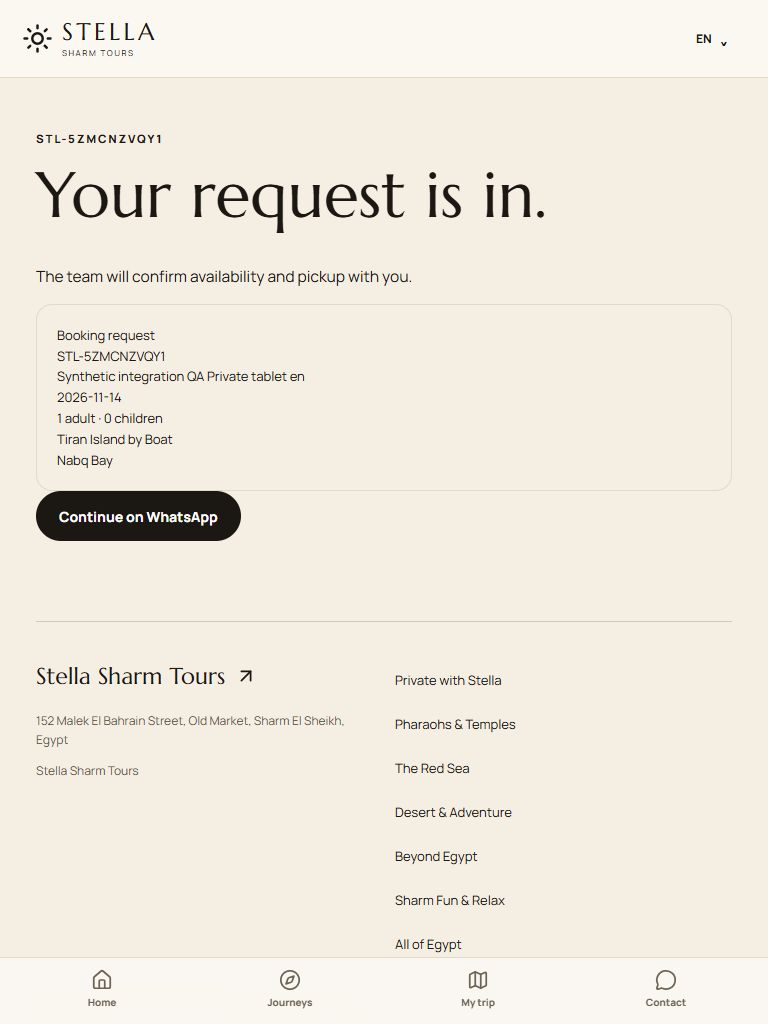 STELLA
SHARM TOURS
EN
STL-5ZMCNZVQY1
Your request is in.
The team will confirm availability and pickup with you.
Booking request
STL-5ZMCNZVQY1
Synthetic integration QA Private tablet en
2026-11-14
1 adult · 0 children
Tiran Island by Boat
Nabq Bay
Continue on WhatsApp
Stella Sharm Tours
152 Malek El Bahrain Street, Old Market, Sharm El Sheikh,
Egypt
Stella Sharm Tours
Private with Stella
Pharaohs & Temples
The Red Sea
Desert & Adventure
Beyond Egypt
Sharm Fun & Relax
All of Egypt
Home
Journeys
My trip
Contact